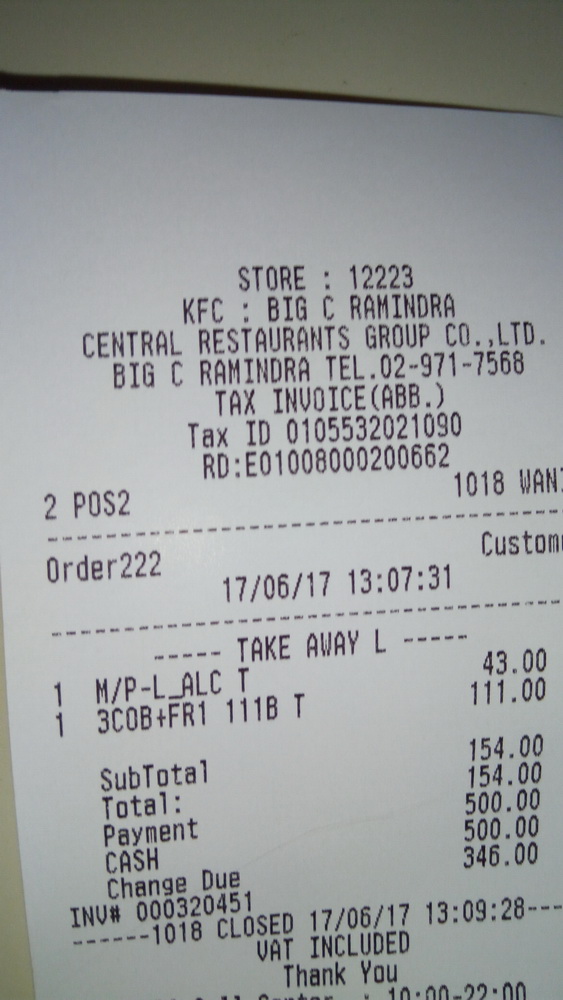 STORE : 12223
KFC : BIG C RAMINDRA
CENTRAL RESTAURANTS GROUP CO.,LTD.
BIG C RAMINDRA TEL.02-971-7568
TAX INVOICE(ABB.)
Tax ID 0105532021090
RD:E01008000200662
2 POS2 1018
Order222
17/06/17 13:07:31
----- TAKE AWAY L -----
1 M/P-L_ALC T 43.00
1 3COB+FR1 111B T 111.00
SubTotal 154.00
Total: 154.00
Payment 500.00
CASH 500.00
Change Due 346.00
INV# 000320451
------1018 CLOSED 17/06/17 13:09:28---
VAT INCLUDED
Thank You
: 10:00-22:00